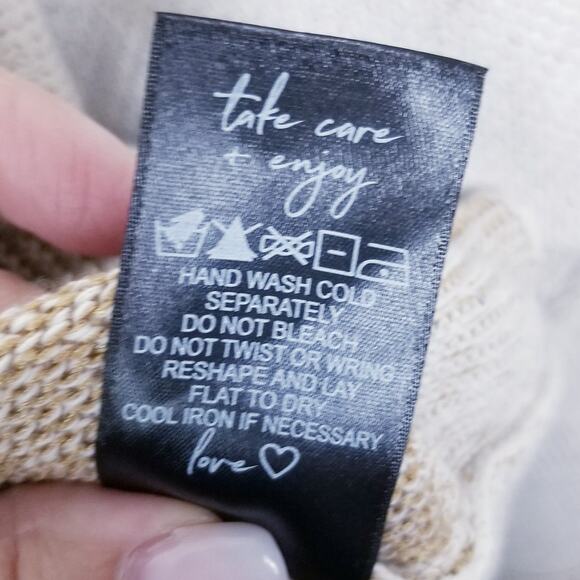 take care
+ enjoy
HAND WASH COLD
SEPARATELY
DO NOT BLEACH
DO NOT TWIST OR WRING
RESHAPE AND LAY
FLAT TO DRY
COOL IRON IF NECESSARY
love ♡